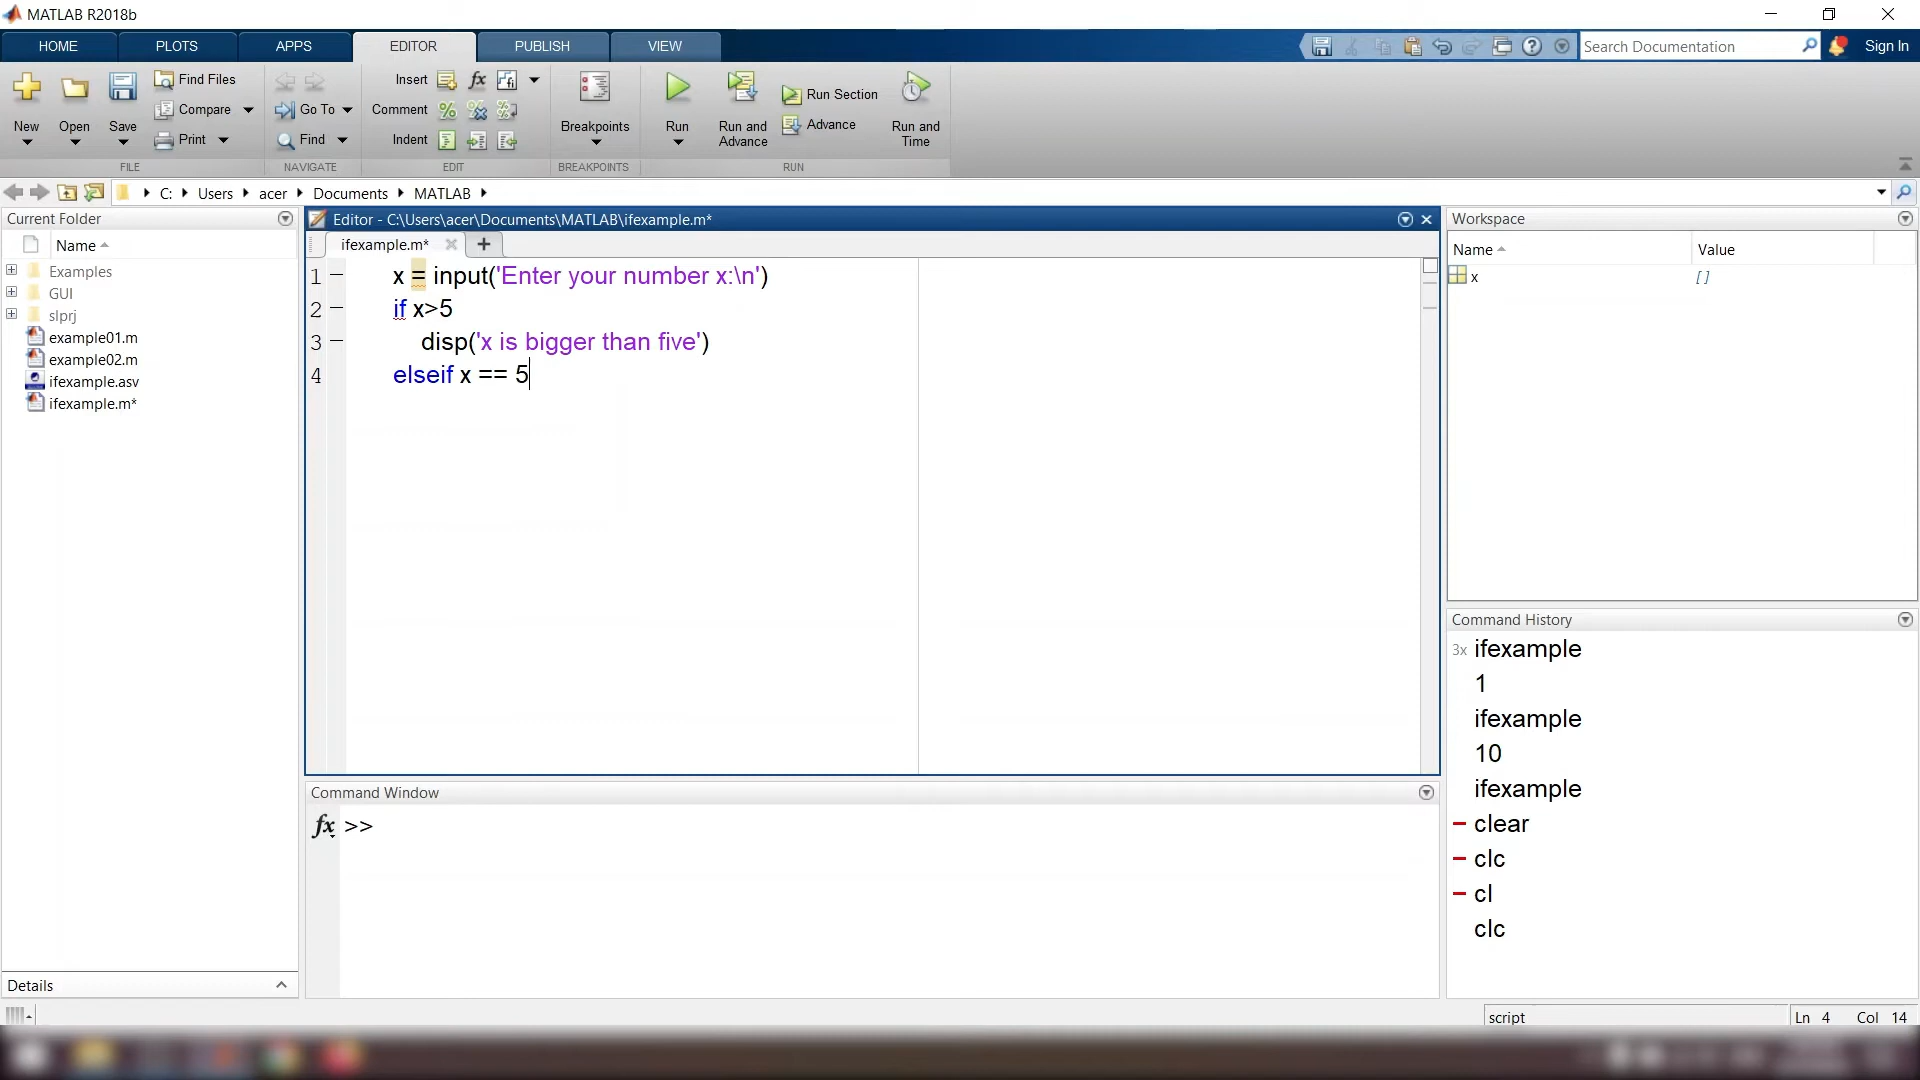 MATLAB R2018b
HOME PLOTS APPS EDITOR PUBLISH VIEW
Search Documentation
Sign In
New
Open
Save
Find Files
Compare
Print
FILE
Go To
Find
NAVIGATE
Insert fx fi
Comment % % %
Indent
EDIT
Breakpoints
BREAKPOINTS
Run
Run and
Advance
Run Section
Advance
Run and
Time
RUN
C: Users acer Documents MATLAB
Current Folder
Name
Examples
GUI
slprj
example01.m
example02.m
ifexample.asv
ifexample.m*
Details
Editor - C:\Users\acer\Documents\MATLAB\ifexample.m*
ifexample.m*
1 – x = input('Enter your number x:\n')
2 – if x>5
3 – disp('x is bigger than five')
4 elseif x == 5
Command Window
fx >>
Workspace
Name Value
x []
Command History
3x ifexample
1
ifexample
10
ifexample
clear
clc
cl
clc
script Ln 4 Col 14